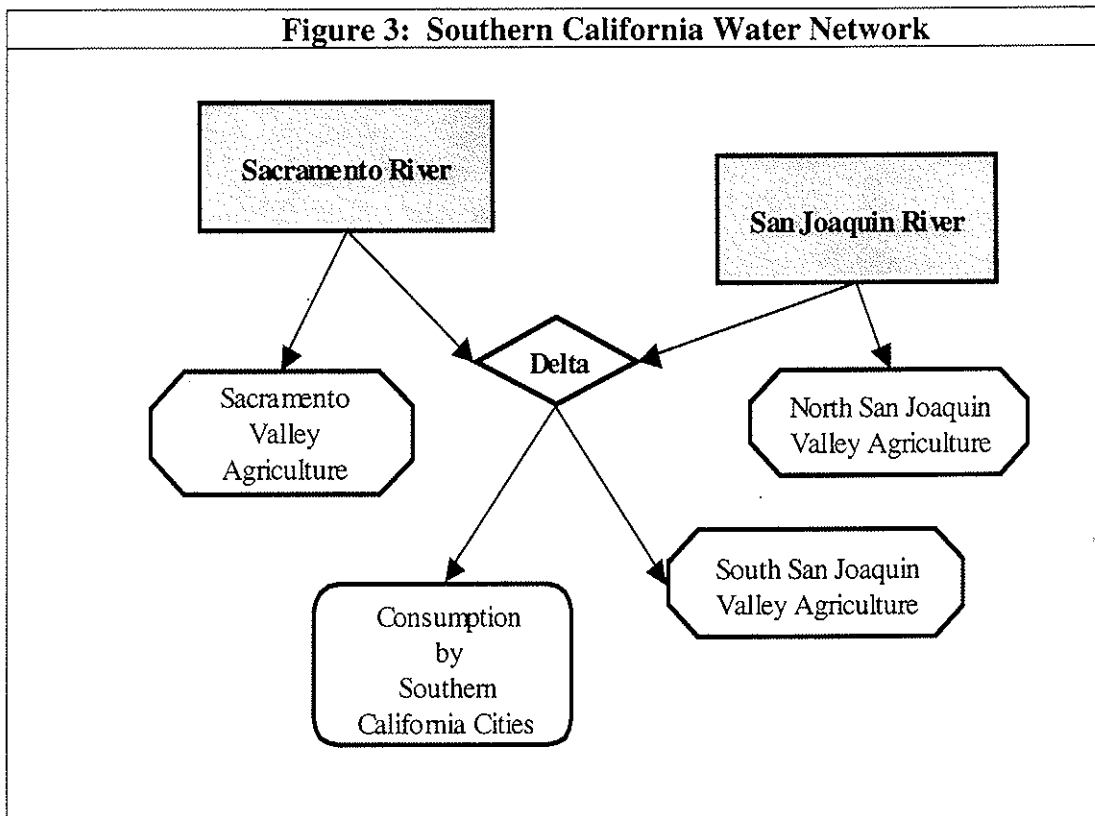 Figure 3: Southern California Water Network
Sacramento River
San Joaquin River
Delta
Sacramento
Valley
Agriculture
North San Joaquin
Valley Agriculture
South San Joaquin
Valley Agriculture
Consumption
by
Southern
California Cities